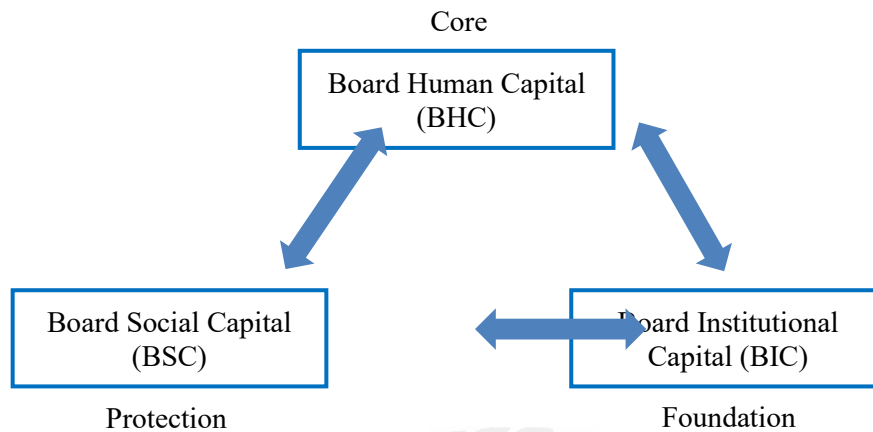 Core
Board Human Capital
(BHC)
Board Social Capital
(BSC)
Board Institutional
Capital (BIC)
Protection
Foundation